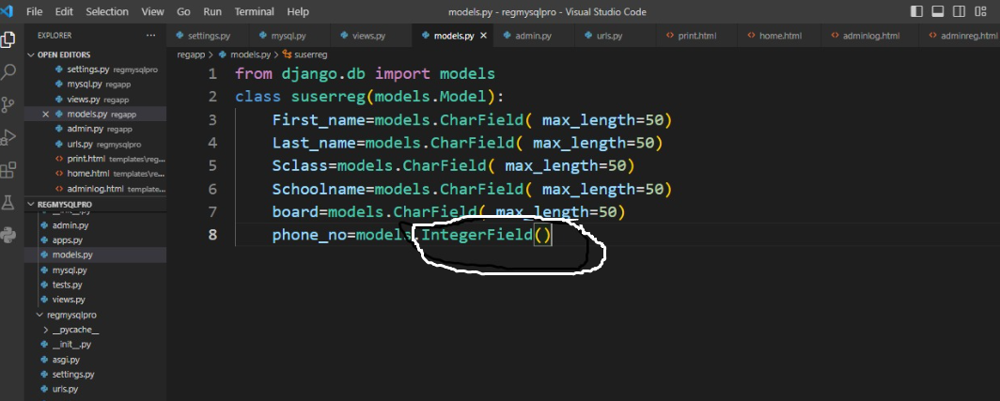 File Edit Selection View Go Run Terminal Help
models.py - regmysqlpro - Visual Studio Code
EXPLORER ...
settings.py mysql.py views.py models.py admin.py urls.py print.html home.html adminlog.html adminreg.html
OPEN EDITORS
settings.py regmysqlpro
mysql.py regapp
views.py regapp
models.py regapp
admin.py regapp
urls.py regmysqlpro
print.html templates\reg...
home.html templates\re...
adminlog.html template...
REGMYSQLPRO
__init__.py
admin.py
apps.py
models.py
mysql.py
tests.py
views.py
regmysqlpro
__pycache__
__init__.py
asgi.py
settings.py
urls.py
regapp > models.py > suserreg
1 from django.db import models
2 class suserreg(models.Model):
3 First_name=models.CharField( max_length=50)
4 Last_name=models.CharField( max_length=50)
5 Sclass=models.CharField( max_length=50)
6 Schoolname=models.CharField( max_length=50)
7 board=models.CharField( max_length=50)
8 phone_no=models.IntegerField()